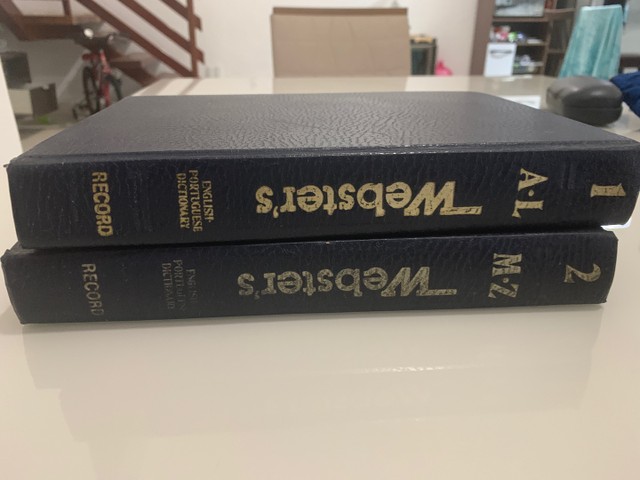 1
A·L
Webster's
ENGLISH-
PORTUGUESE
DICTIONARY
RECORD
2
M·Z
Webster's
ENGLISH
PORTUGUESE
DICTIONARY
RECORD